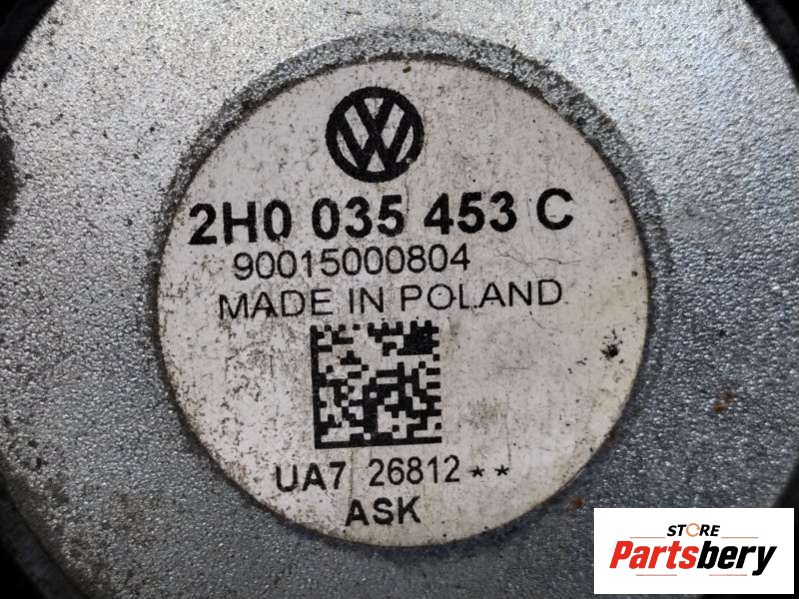 2H0 035 453 C
90015000804
MADE IN POLAND
UA7 26812**
ASK
STORE
Partsbery